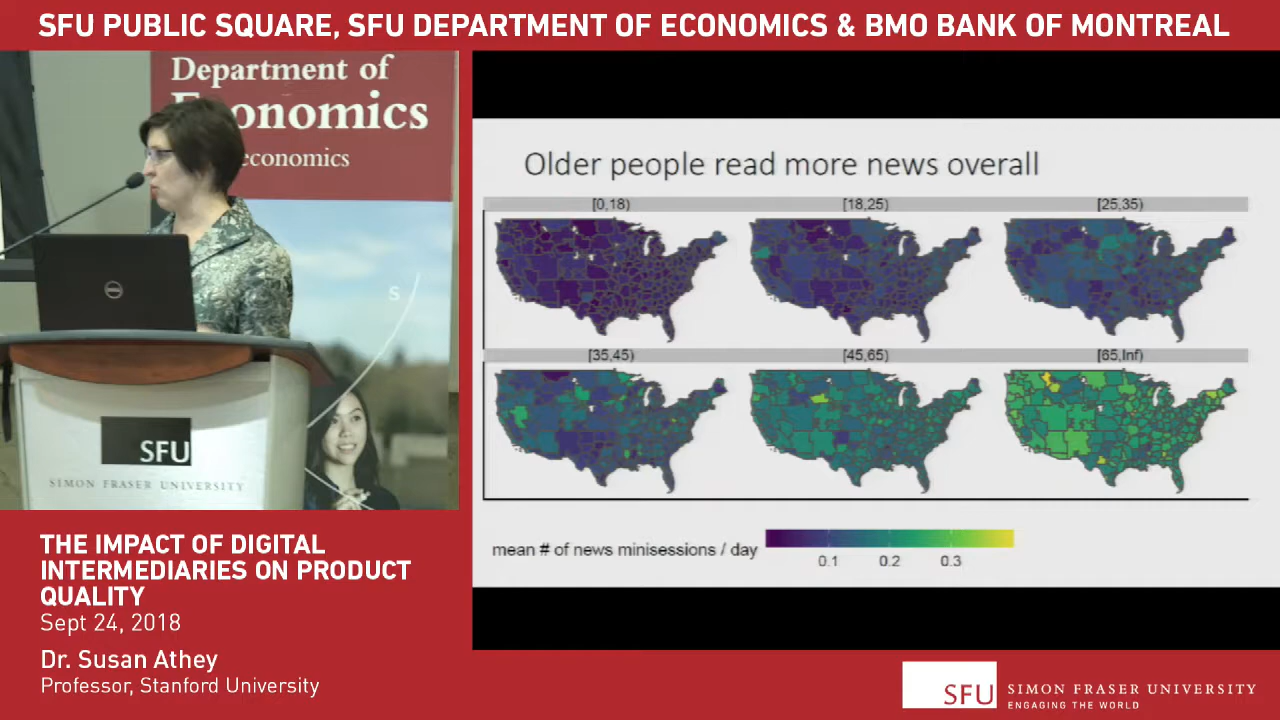 SFU PUBLIC SQUARE, SFU DEPARTMENT OF ECONOMICS & BMO BANK OF MONTREAL
Department of
Economics
economics
S
SFU
SIMON FRASER UNIVERSITY
Older people read more news overall
[0,18)
[18,25)
[25,35)
[35,45)
[45,65)
[65,Inf)
mean # of news minisessions / day
0.1
0.2
0.3
THE IMPACT OF DIGITAL
INTERMEDIARIES ON PRODUCT
QUALITY
Sept 24, 2018
Dr. Susan Athey
Professor, Stanford University
SFU
SIMON FRASER UNIVERSITY
ENGAGING THE WORLD